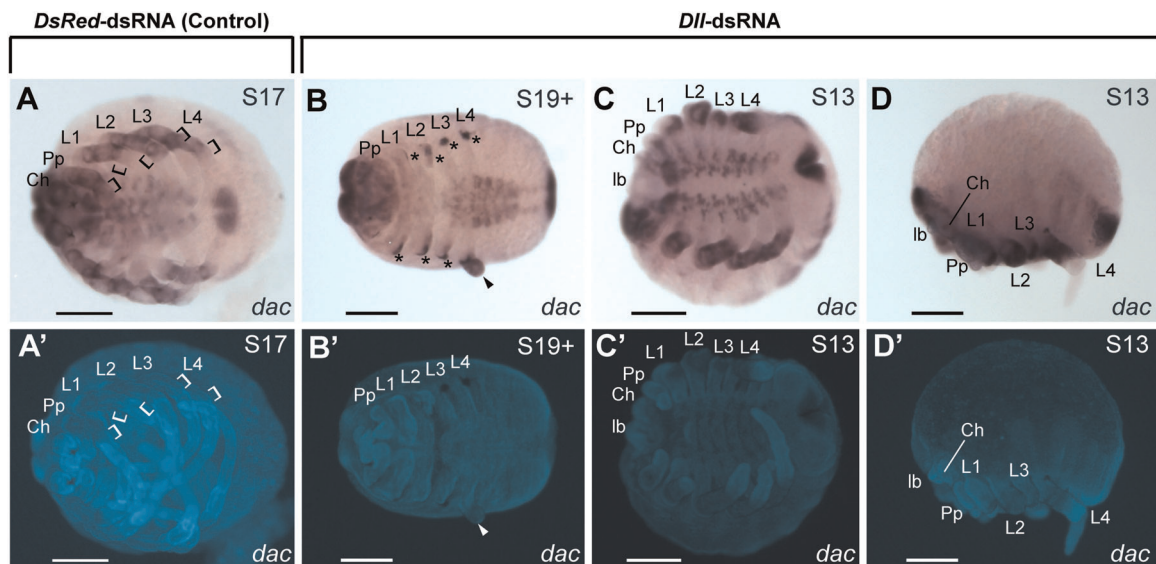 DsRed-dsRNA (Control) Dll-dsRNA
A S17 B S19+ C S13 D S13
Ch Pp L1 L2 L3 L4
Pp L1 L2 L3 L4
* * * * * * *
lb Ch Pp L1 L2 L3 L4
lb Ch Pp L1 L2 L3 L4
dac dac dac dac
A' S17 B' S19+ C' S13 D' S13
Ch Pp L1 L2 L3 L4
Pp L1 L2 L3 L4
lb Ch Pp L1 L2 L3 L4
lb Ch Pp L1 L2 L3 L4
dac dac dac dac